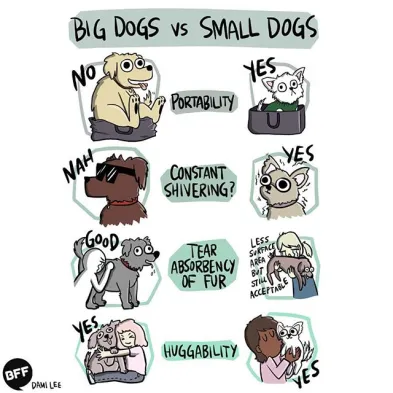 BIG DOGS VS SMALL DOGS
NO
PORTABILITY
YES
NAH
CONSTANT
SHIVERING?
YES
GOOD
TEAR
ABSORBENCY
OF FUR
LESS
SURFACE
AREA
BUT
STILL
ACCEPTABLE
YES
HUGGABILITY
YES
BFF
DAMI LEE